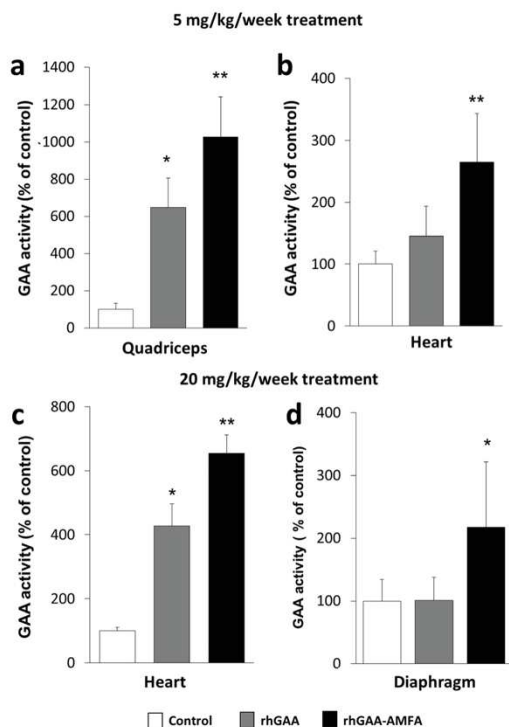 5 mg/kg/week treatment
a
b
GAA activity (% of control)
1400
1200
1000
800
600
400
200
0
*
**
Quadriceps
GAA activity (% of control)
400
300
200
100
0
**
Heart
20 mg/kg/week treatment
c
d
GAA activity (% of control)
800
600
400
200
0
*
**
Heart
GAA activity ( % of control)
400
300
200
100
0
*
Diaphragm
Control rhGAA rhGAA-AMFA